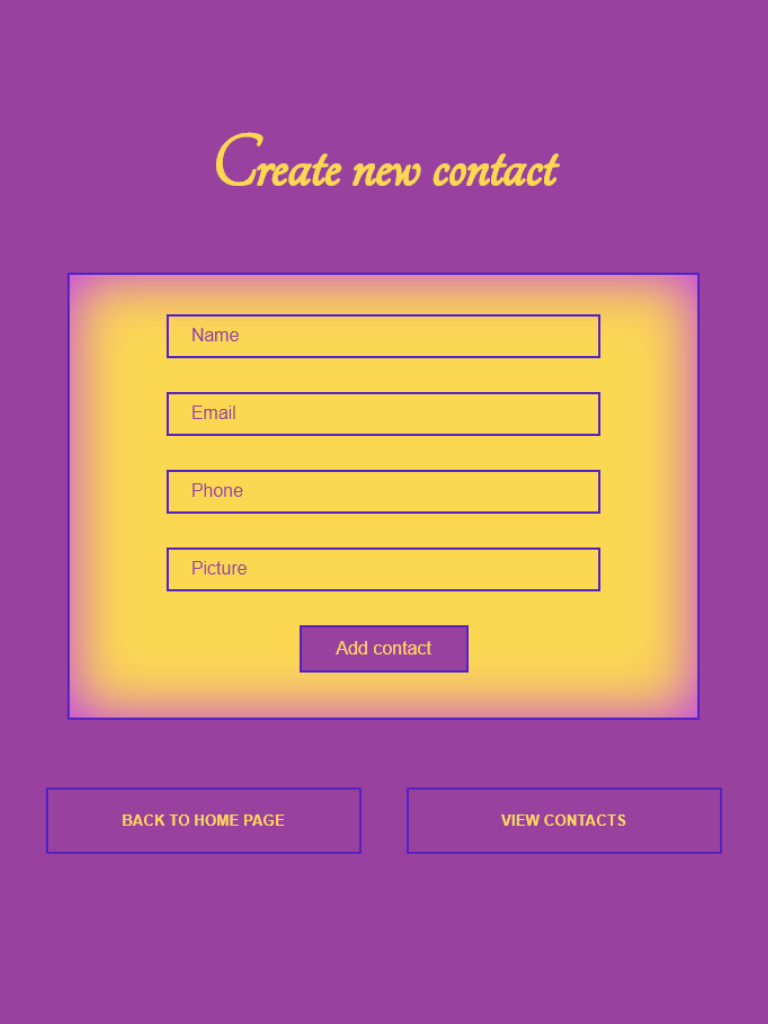 Create new contact
Name
Email
Phone
Picture
Add contact
BACK TO HOME PAGE
VIEW CONTACTS